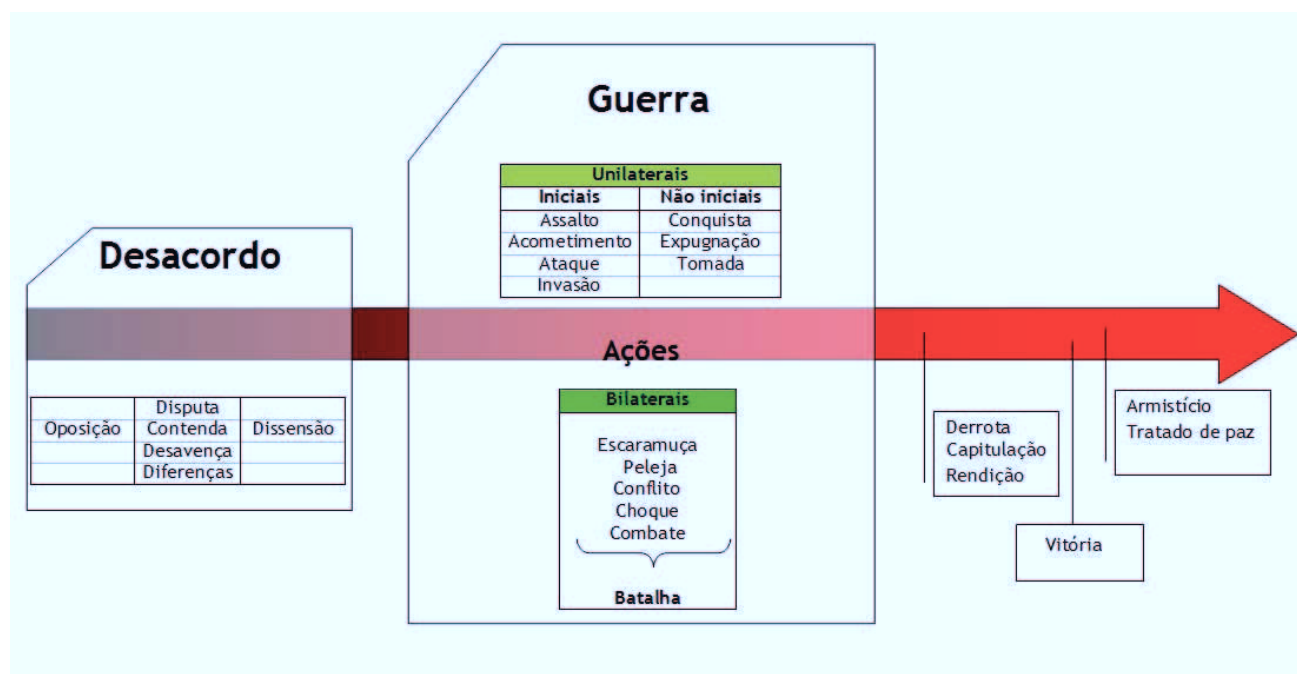 Guerra
Unilaterais
Iniciais Não iniciais
Assalto Conquista
Acometimento Expugnação
Ataque Tomada
Invasão
Desacordo
Ações
Disputa
Oposição Contenda Dissensão
Desavença
Diferenças
Bilaterais
Escaramuça
Peleja
Conflito
Choque
Combate
Batalha
Derrota
Capitulação
Rendição
Vitória
Armistício
Tratado de paz